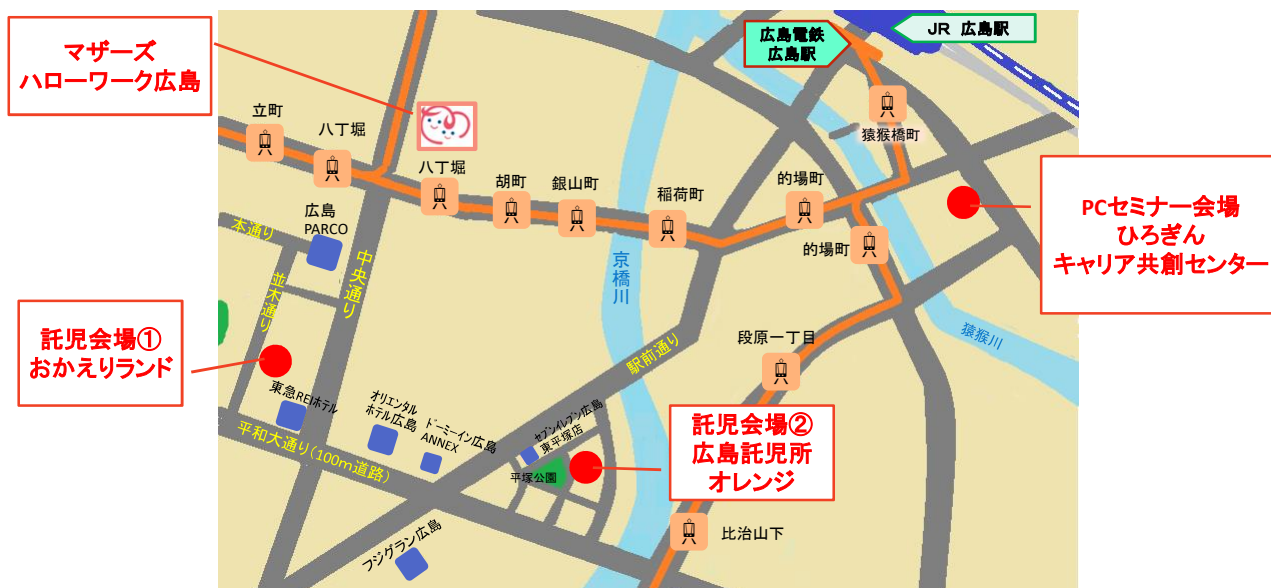 マザーズ
ハローワーク広島
広島電鉄
広島駅
JR 広島駅
立町
八丁堀
八丁堀
胡町
銀山町
稲荷町
的場町
猿猴橋町
的場町
PCセミナー会場
ひろぎん
キャリア共創センター
広島
PARCO
本通り
並木通り
中央通り
京橋川
猿猴川
託児会場①
おかえりランド
段原一丁目
駅前通り
東急REIホテル
オリエンタル
ホテル広島
ドーミーイン広島
ANNEX
セブンイレブン広島
東平塚店
平塚公園
託児会場②
広島託児所
オレンジ
平和大通り(100m道路)
フジグラン広島
比治山下